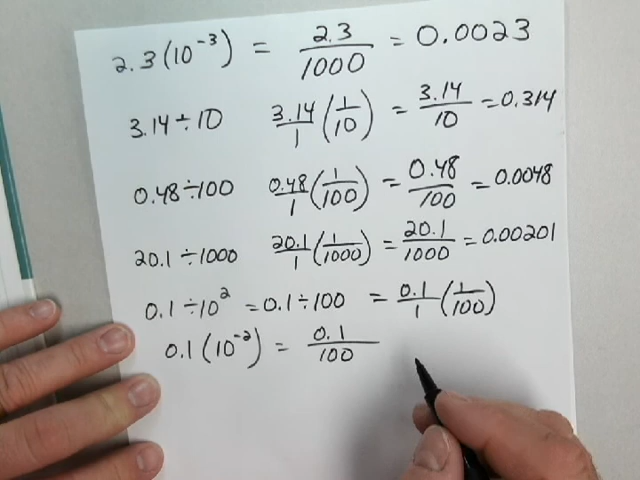 2.3(10⁻³) = 2.3/1000 = 0.0023
3.14÷10 3.14/1 (1/10) = 3.14/10 = 0.314
0.48÷100 0.48/1 (1/100) = 0.48/100 = 0.0048
20.1÷1000 20.1/1 (1/1000) = 20.1/1000 = 0.00201
0.1÷10² = 0.1÷100 = 0.1/1 (1/100)
0.1(10⁻²) = 0.1/100